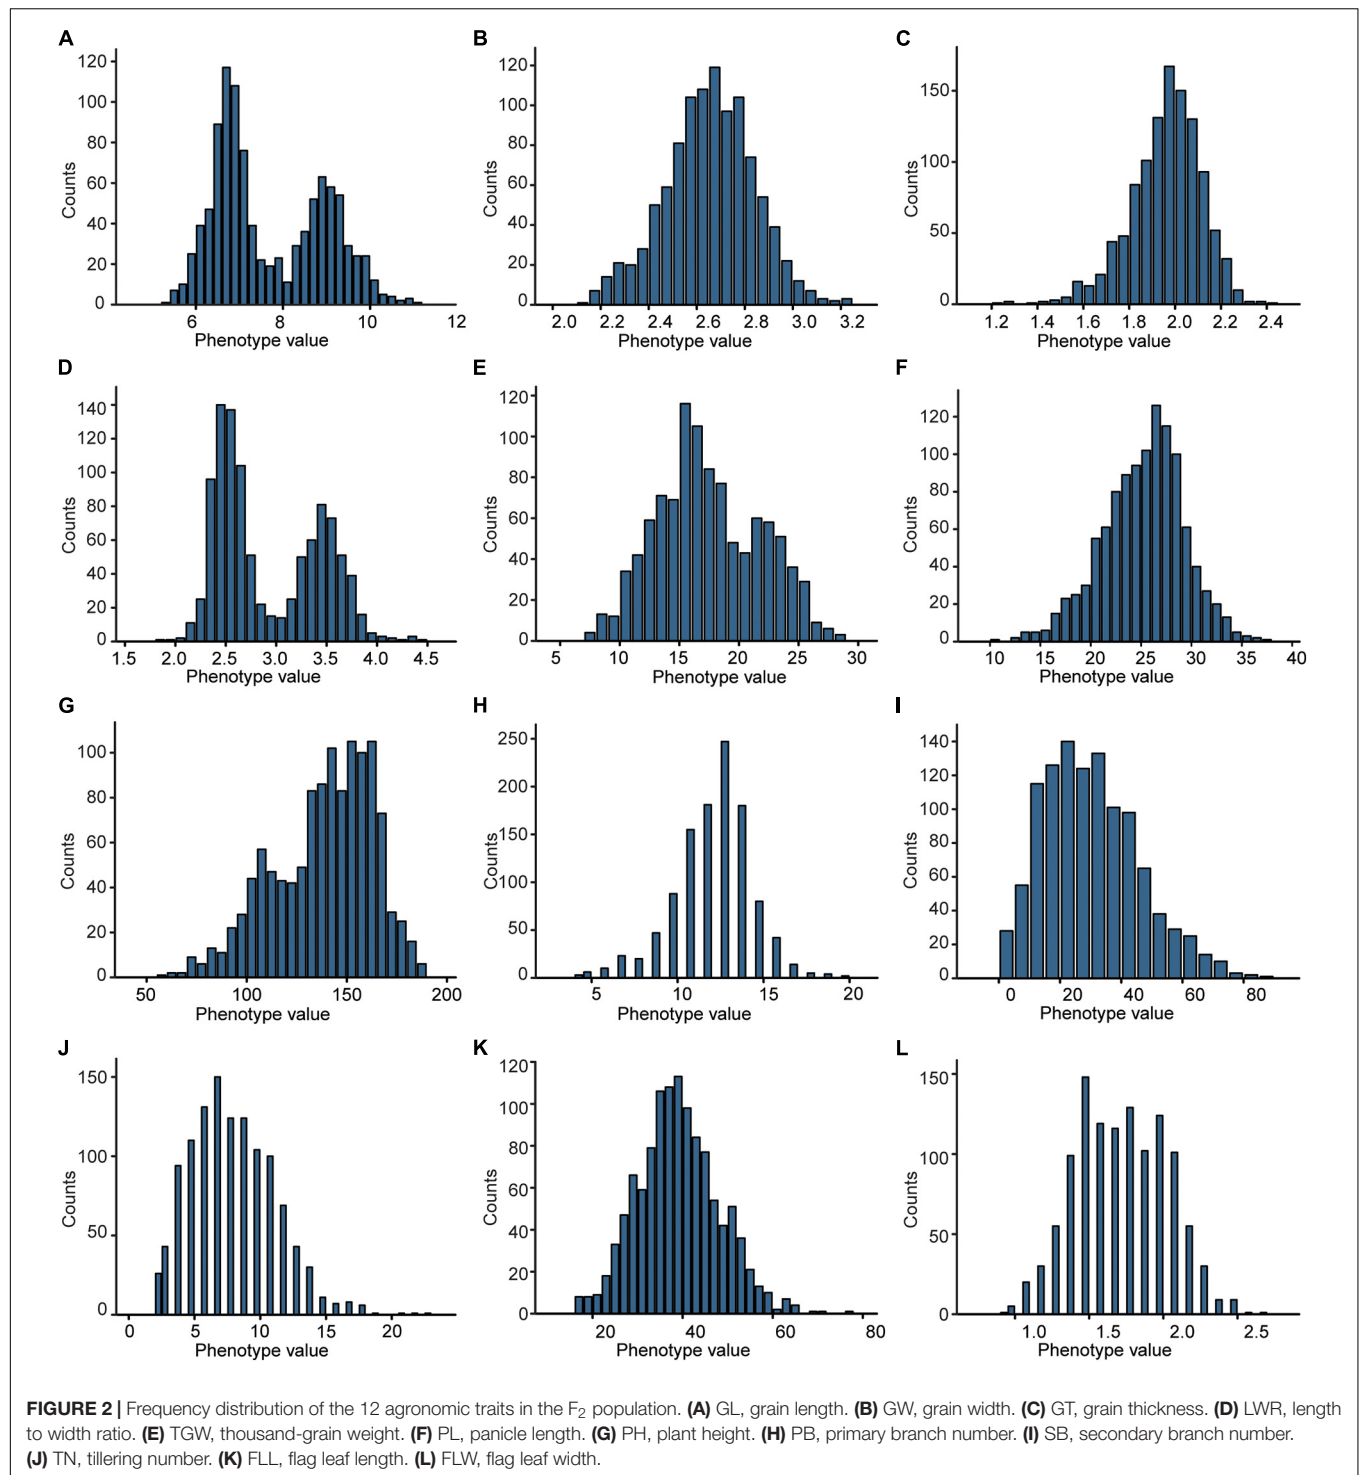 A
Counts
120
100
80
60
40
20
0
6 8 10 12
Phenotype value
B
Counts
120
100
80
60
40
20
0
2.0 2.2 2.4 2.6 2.8 3.0 3.2
Phenotype value
C
Counts
150
100
50
0
1.2 1.4 1.6 1.8 2.0 2.2 2.4
Phenotype value
D
Counts
140
120
100
80
60
40
20
0
1.5 2.0 2.5 3.0 3.5 4.0 4.5
Phenotype value
E
Counts
120
100
80
60
40
20
0
5 10 15 20 25 30
Phenotype value
F
Counts
120
100
80
60
40
20
0
10 15 20 25 30 35 40
Phenotype value
G
Counts
100
80
60
40
20
0
50 100 150 200
Phenotype value
H
Counts
250
200
150
100
50
0
5 10 15 20
Phenotype value
I
Counts
140
120
100
80
60
40
20
0
0 20 40 60 80
Phenotype value
J
Counts
150
100
50
0
0 5 10 15 20
Phenotype value
K
Counts
120
100
80
60
40
20
0
20 40 60 80
Phenotype value
L
Counts
150
100
50
0
1.0 1.5 2.0 2.5
Phenotype value
FIGURE 2 | Frequency distribution of the 12 agronomic traits in the F2 population. (A) GL, grain length. (B) GW, grain width. (C) GT, grain thickness. (D) LWR, length
to width ratio. (E) TGW, thousand-grain weight. (F) PL, panicle length. (G) PH, plant height. (H) PB, primary branch number. (I) SB, secondary branch number.
(J) TN, tillering number. (K) FLL, flag leaf length. (L) FLW, flag leaf width.